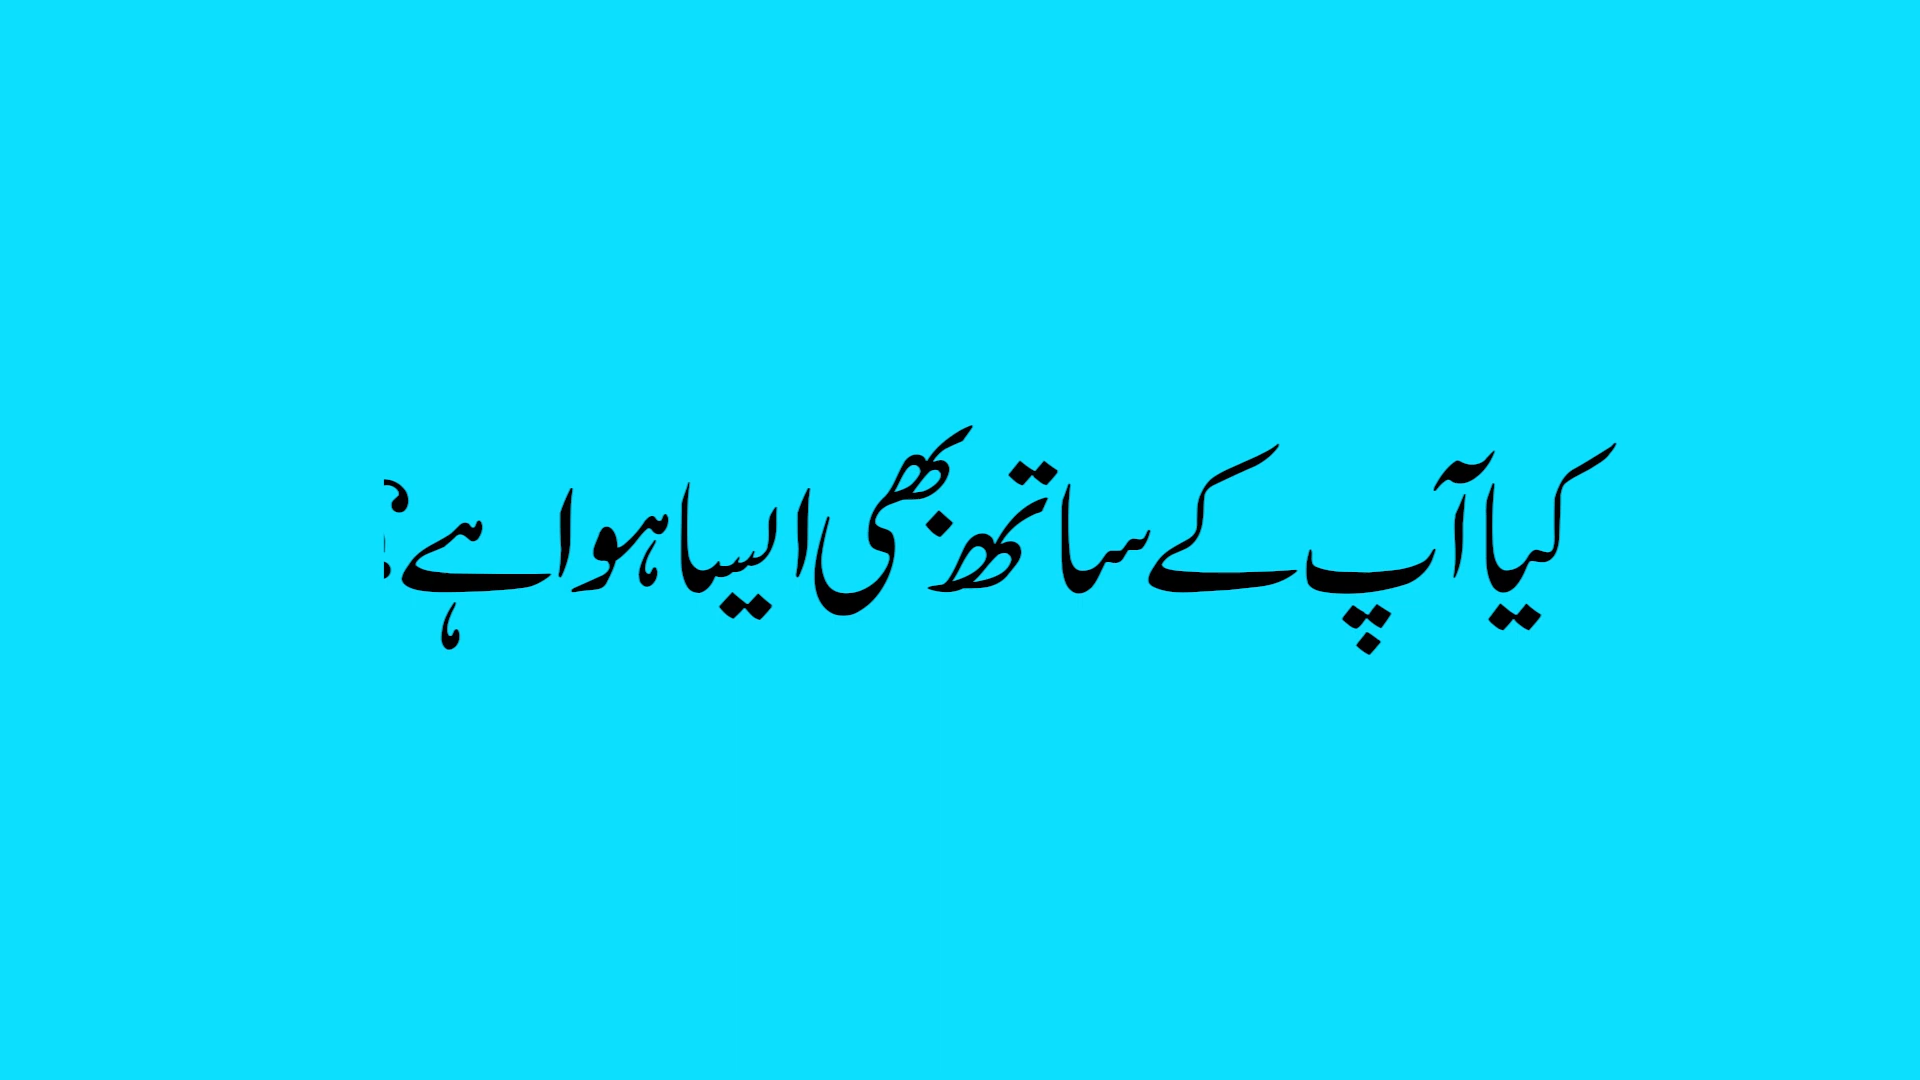 کیا آپ کے ساتھ بھی ایسا ہوا ہے؟